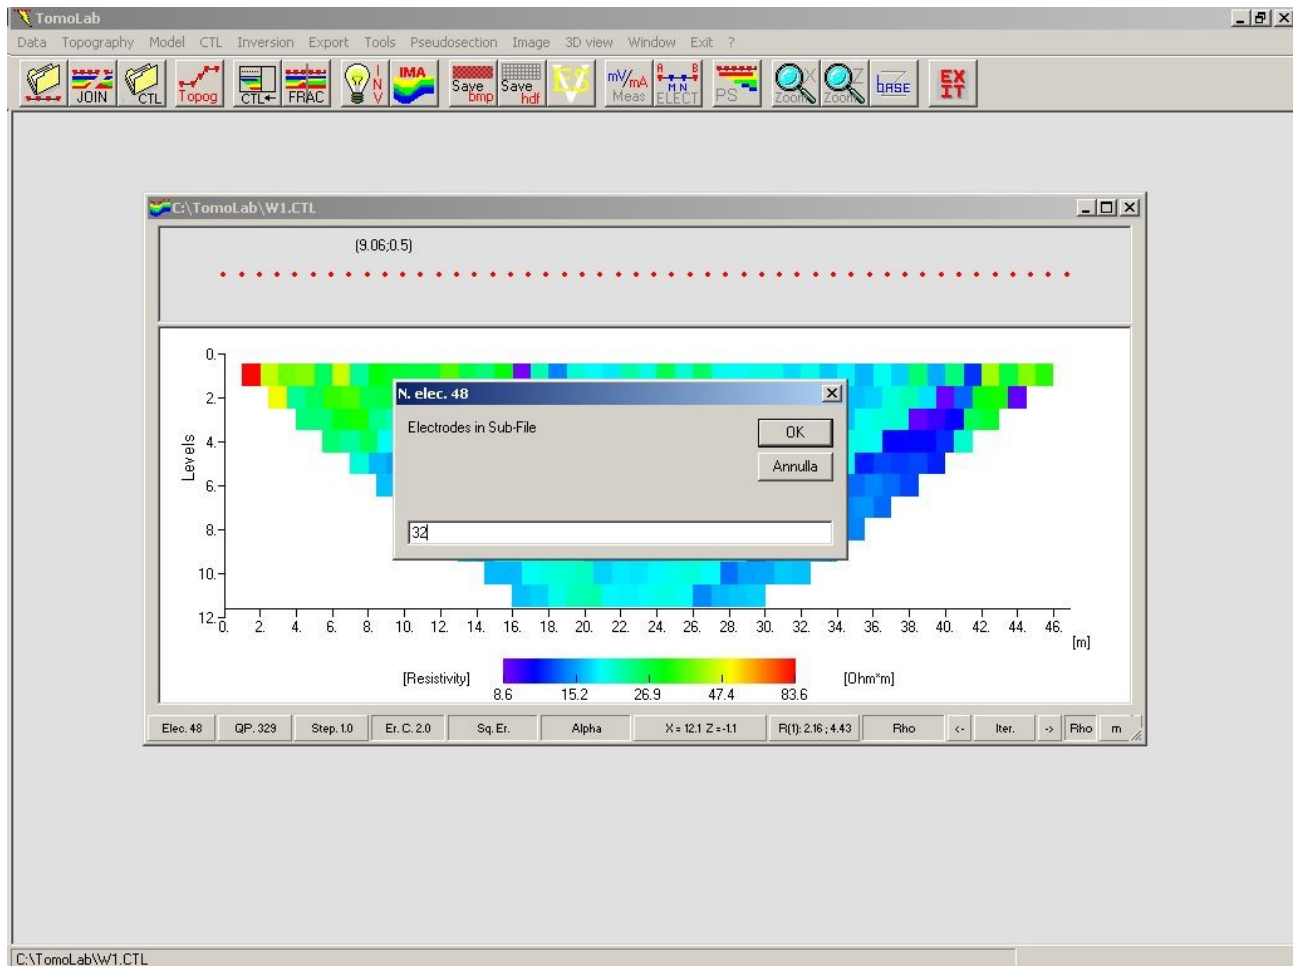 TomoLab
Data Topography Model CTL Inversion Export Tools Pseudosection Image 3D view Window Exit ?
JOIN CTL Topog CTL← FRAC INV IMA Save bmp Save hdf mV/mA Meas A B M N ELECT PS Zoom X Zoom Z BASE EXIT
C:\TomoLab\W1.CTL
(9.06;0.5)
N. elec. 48
Electrodes in Sub-File
OK
Annulla
32
Levels
0.
2.
4.
6.
8.
10.
12.
0. 2. 4. 6. 8. 10. 12. 14. 16. 18. 20. 22. 24. 26. 28. 30. 32. 34. 36. 38. 40. 42. 44. 46.
[m]
[Resistivity] [Ohm*m]
8.6 15.2 26.9 47.4 83.6
Elec. 48 QP. 329 Step. 1.0 Er. C. 2.0 Sq. Er. Alpha X = 12.1 Z = -1.1 R(1): 2.16 ; 4.43 Rho <- Iter. -> Rho m
C:\TomoLab\W1.CTL